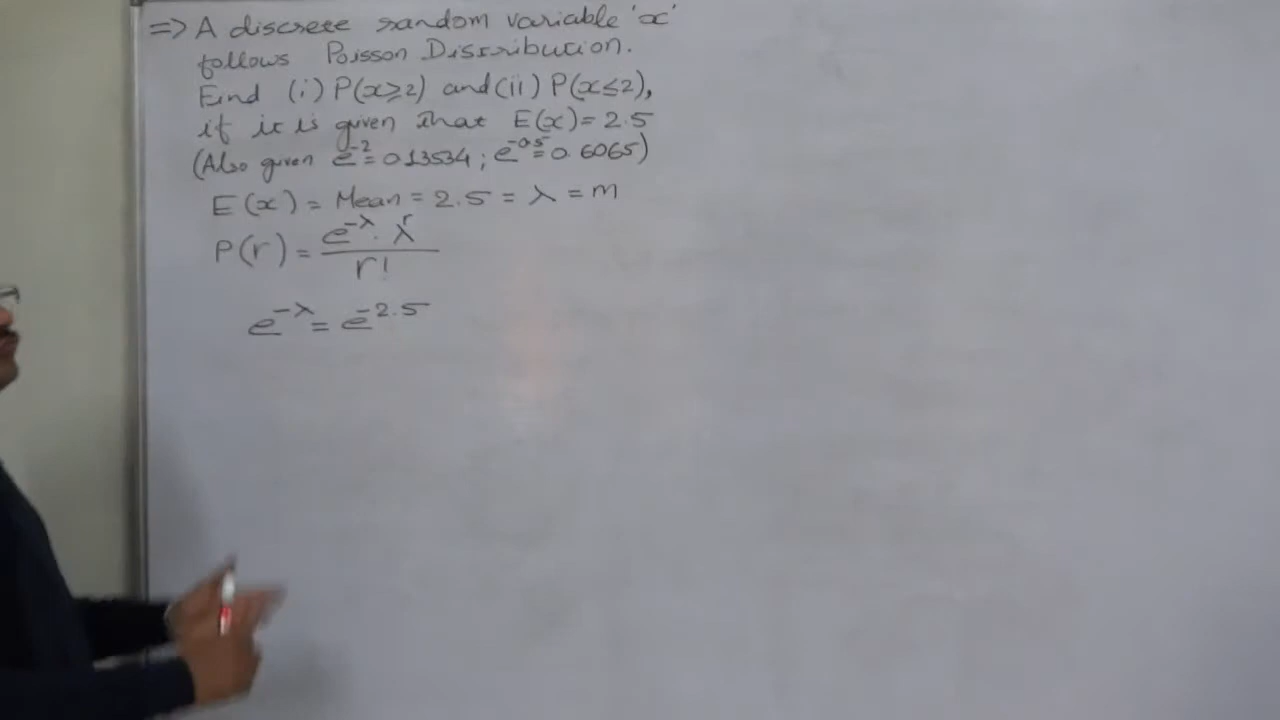 => A discrete random variable 'x'
follows Poisson Distribution.
Find (i) P(x≥2) and (ii) P(x≤2),
if it is given that E(x) = 2.5
(Also given e⁻² = 0.13534 ; e⁻⁰·⁵ = 0.6065)
E(x) = Mean = 2.5 = λ = m
P(r) = e^-λ . λ^r / r!
e^-λ = e^-2.5